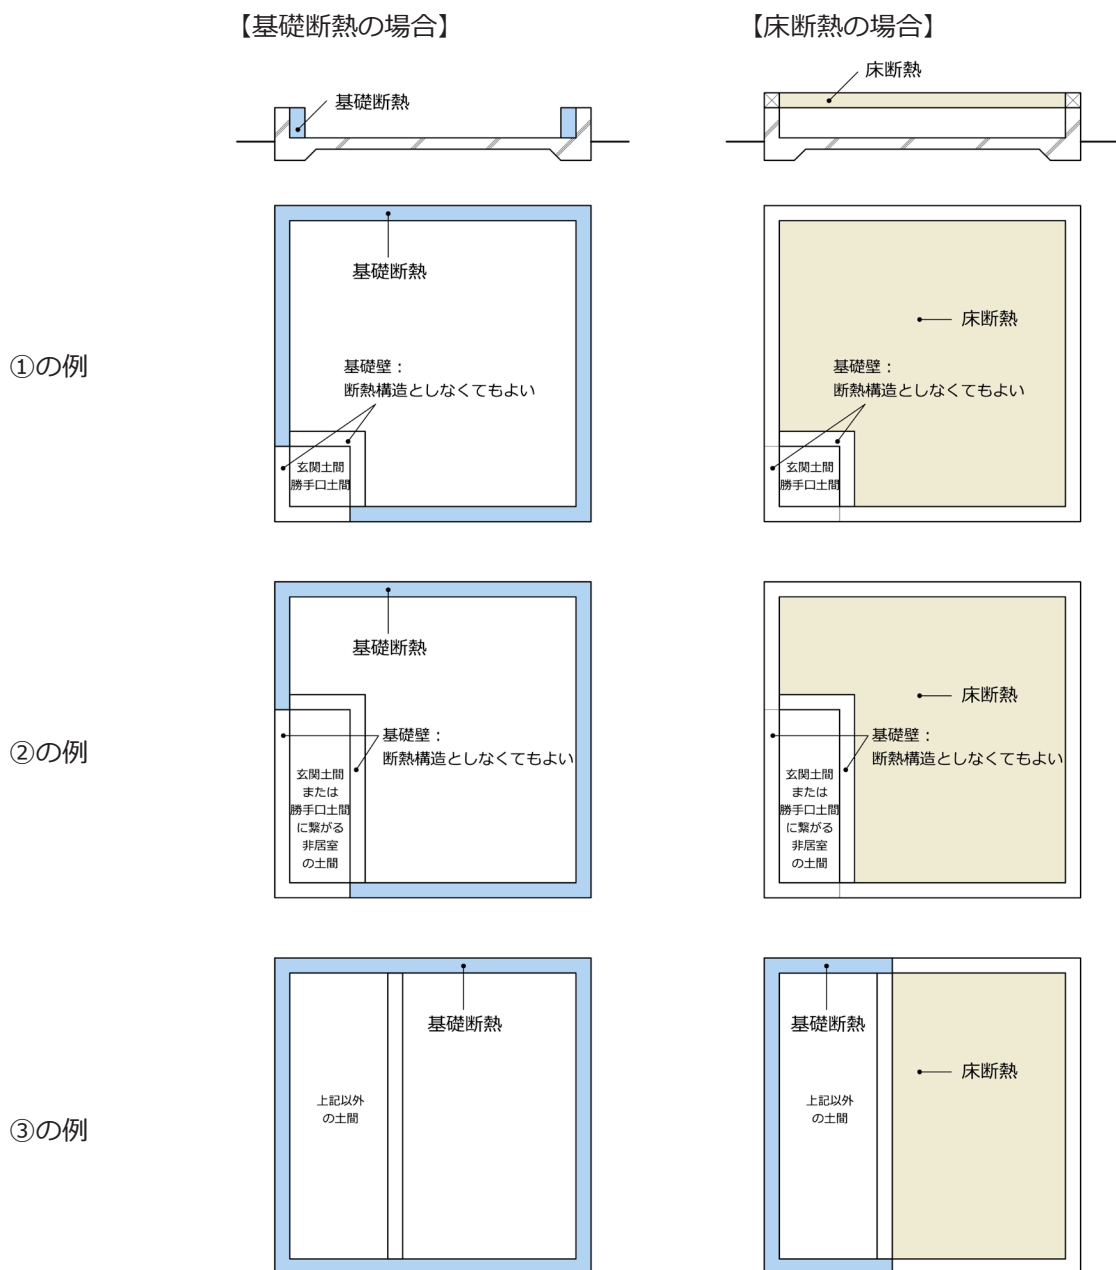 【基礎断熱の場合】
【床断熱の場合】
基礎断熱
床断熱
①の例
基礎断熱
基礎壁：
断熱構造としなくてもよい
玄関土間
勝手口土間
床断熱
基礎壁：
断熱構造としなくてもよい
玄関土間
勝手口土間
②の例
基礎断熱
基礎壁：
断熱構造としなくてもよい
玄関土間
または
勝手口土間
に繋がる
非居室
の土間
床断熱
基礎壁：
断熱構造としなくてもよい
玄関土間
または
勝手口土間
に繋がる
非居室
の土間
③の例
基礎断熱
上記以外
の土間
基礎断熱
床断熱
上記以外
の土間